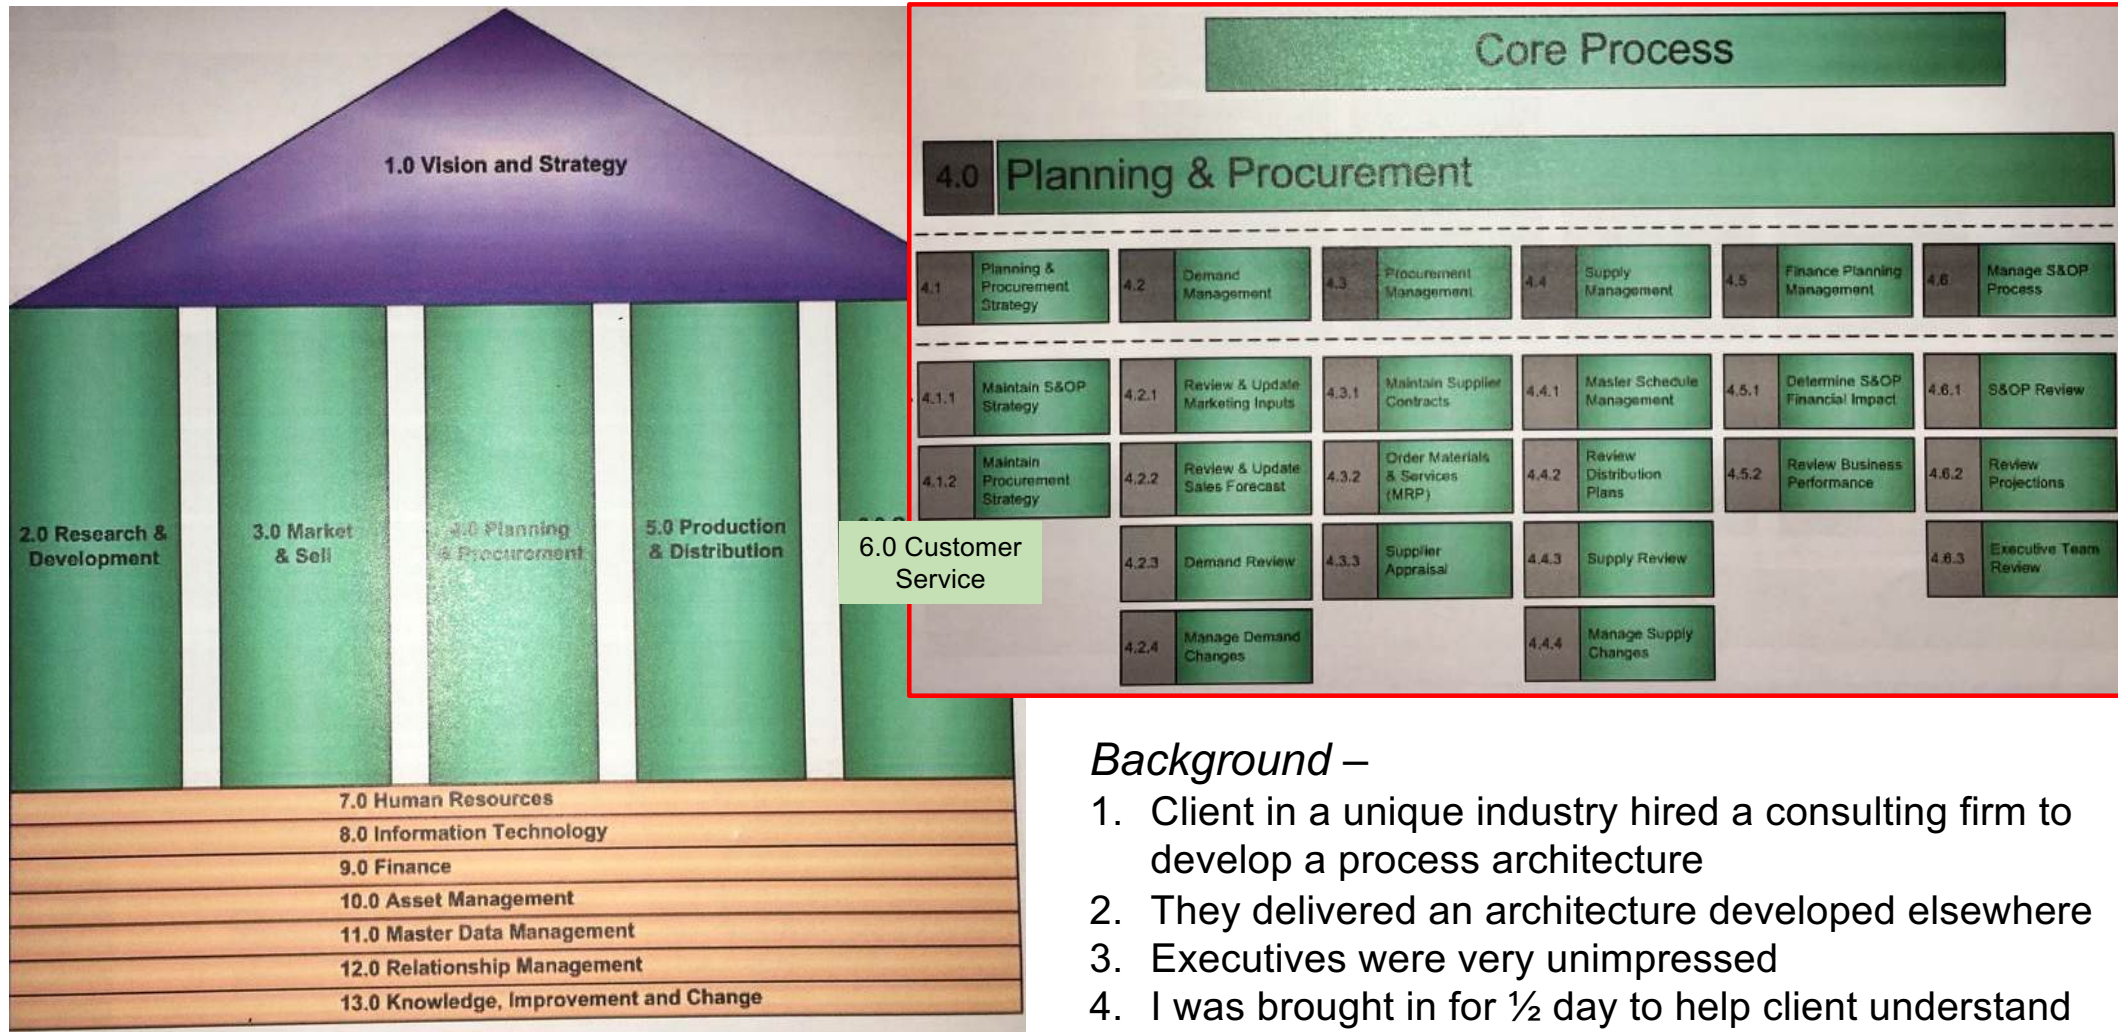 1.0 Vision and Strategy
2.0 Research &
Development
3.0 Market
& Sell
4.0 Planning
& Procurement
5.0 Production
& Distribution
6.0 Customer
Service
7.0 Human Resources
8.0 Information Technology
9.0 Finance
10.0 Asset Management
11.0 Master Data Management
12.0 Relationship Management
13.0 Knowledge, Improvement and Change
Core Process
4.0 Planning & Procurement
4.1 Planning &
Procurement
Strategy
4.2 Demand
Management
4.3 Procurement
Management
4.4 Supply
Management
4.5 Finance Planning
Management
4.6 Manage S&OP
Process
4.1.1 Maintain S&OP
Strategy
4.2.1 Review & Update
Marketing Inputs
4.3.1 Maintain Supplier
Contracts
4.4.1 Master Schedule
Management
4.5.1 Determine S&OP
Financial Impact
4.6.1 S&OP Review
4.1.2 Maintain
Procurement
Strategy
4.2.2 Review & Update
Sales Forecast
4.3.2 Order Materials
& Services
(MRP)
4.4.2 Review
Distribution
Plans
4.5.2 Review Business
Performance
4.6.2 Review
Projections
4.2.3 Demand Review
4.3.3 Supplier
Appraisal
4.4.3 Supply Review
4.6.3 Executive Team
Review
4.2.4 Manage Demand
Changes
4.4.4 Manage Supply
Changes
Background –
1. Client in a unique industry hired a consulting firm to
develop a process architecture
2. They delivered an architecture developed elsewhere
3. Executives were very unimpressed
4. I was brought in for ½ day to help client understand